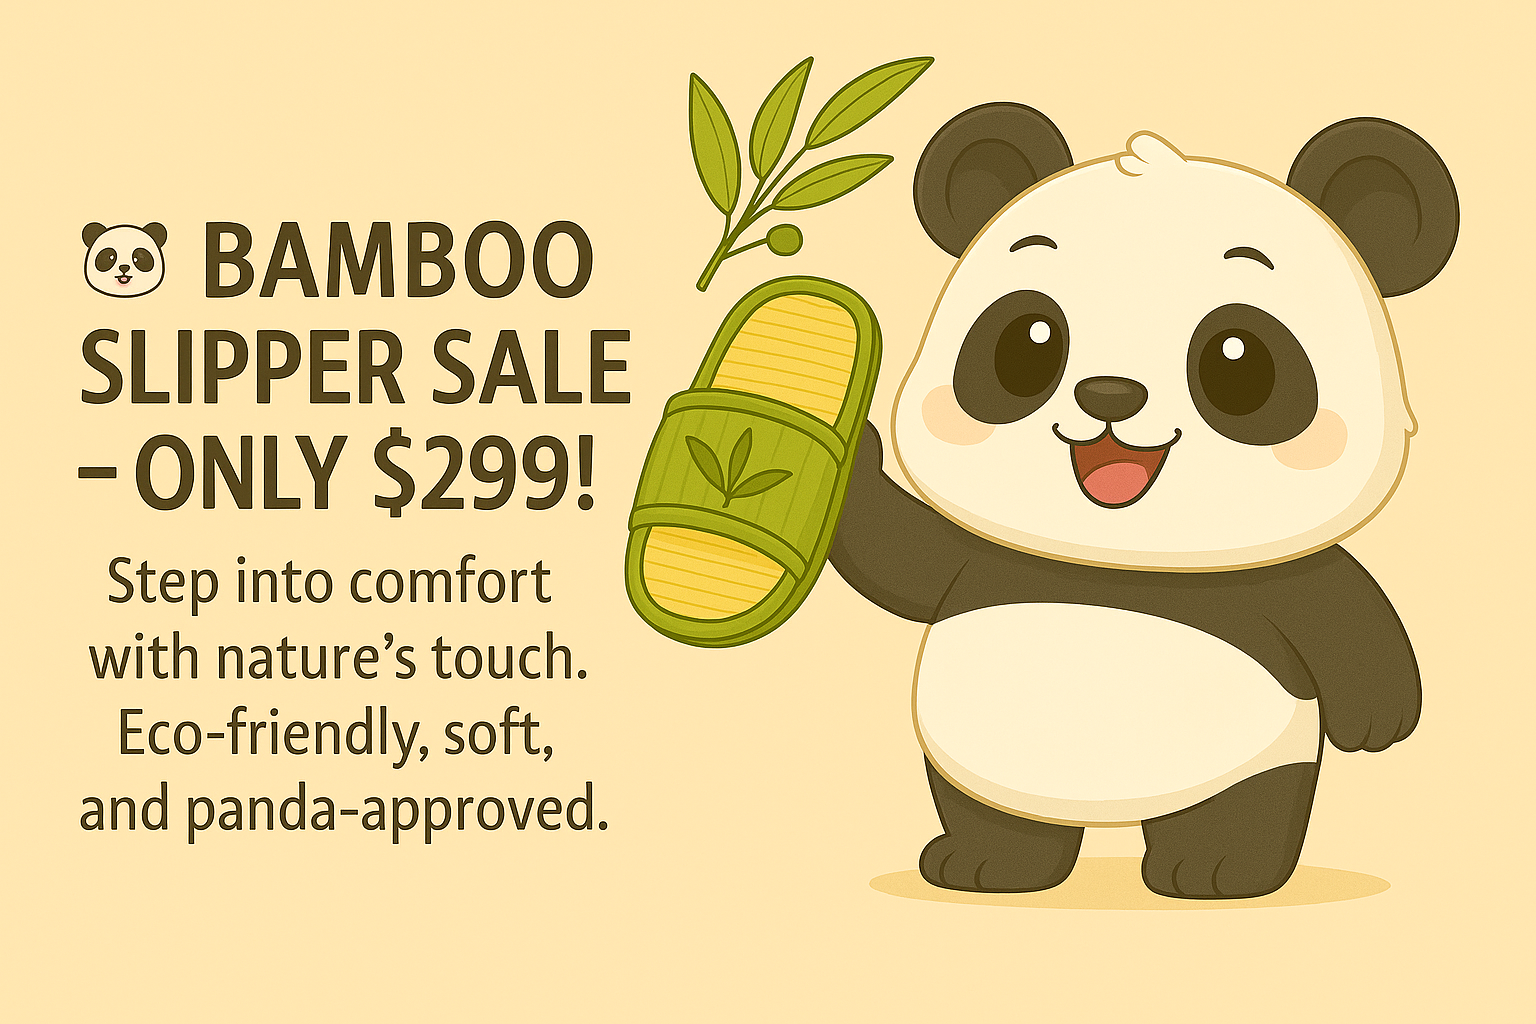 🐼 BAMBOO
SLIPPER SALE
– ONLY $299!
Step into comfort
with nature’s touch.
Eco-friendly, soft,
and panda-approved.